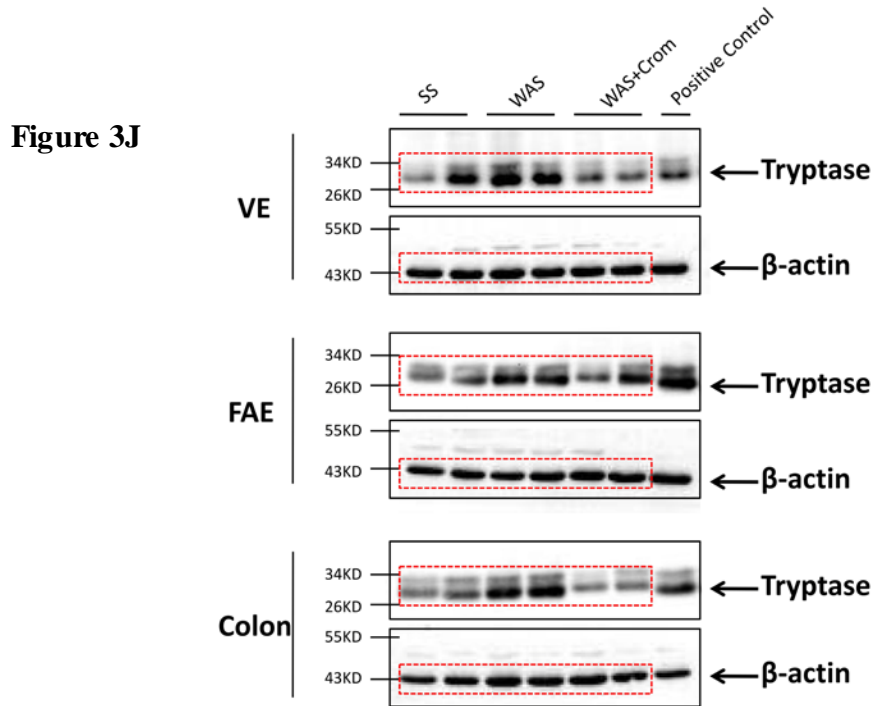 SS WAS WAS+Crom Positive Control
Figure 3J
VE
34KD
26KD
Tryptase
55KD
43KD
β-actin
FAE
34KD
26KD
Tryptase
55KD
43KD
β-actin
Colon
34KD
26KD
Tryptase
55KD
43KD
β-actin